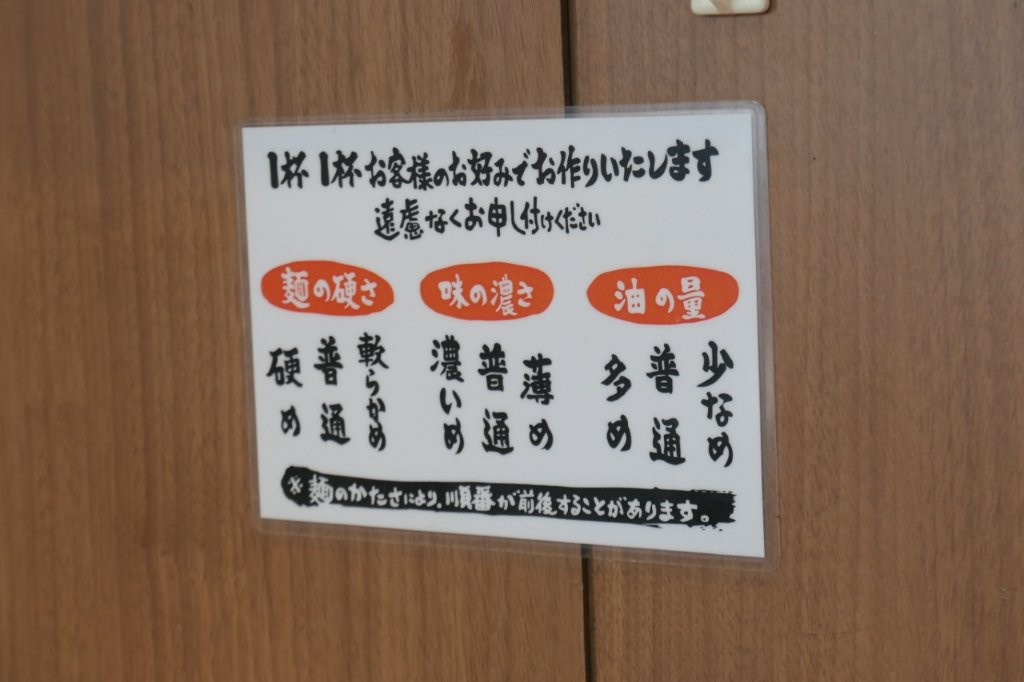 1杯1杯お客様のお好みでお作りいたします
遠慮なくお申し付けください
麺の硬さ
軟らかめ
普通
硬め
味の濃さ
薄め
普通
濃いめ
油の量
少なめ
普通
多め
※麺のかたさにより、順番が前後することがあります。